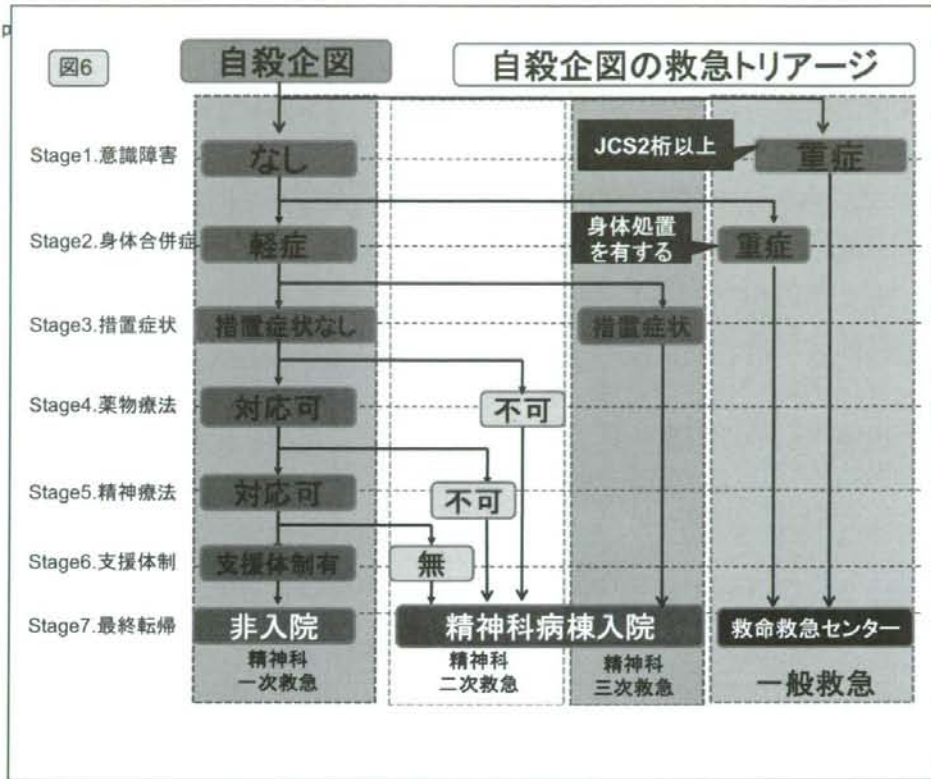 p
図6
自殺企図
自殺企図の救急トリアージ
Stage1.意識障害
なし
JCS2桁以上
重症
Stage2.身体合併症
軽症
身体処置
を有する
重症
Stage3.措置症状
措置症状なし
措置症状
Stage4.薬物療法
対応可
不可
Stage5.精神療法
対応可
不可
Stage6.支援体制
支援体制有
無
Stage7.最終転帰
非入院
精神科病棟入院
救命救急センター
精神科
一次救急
精神科
二次救急
精神科
三次救急
一般救急